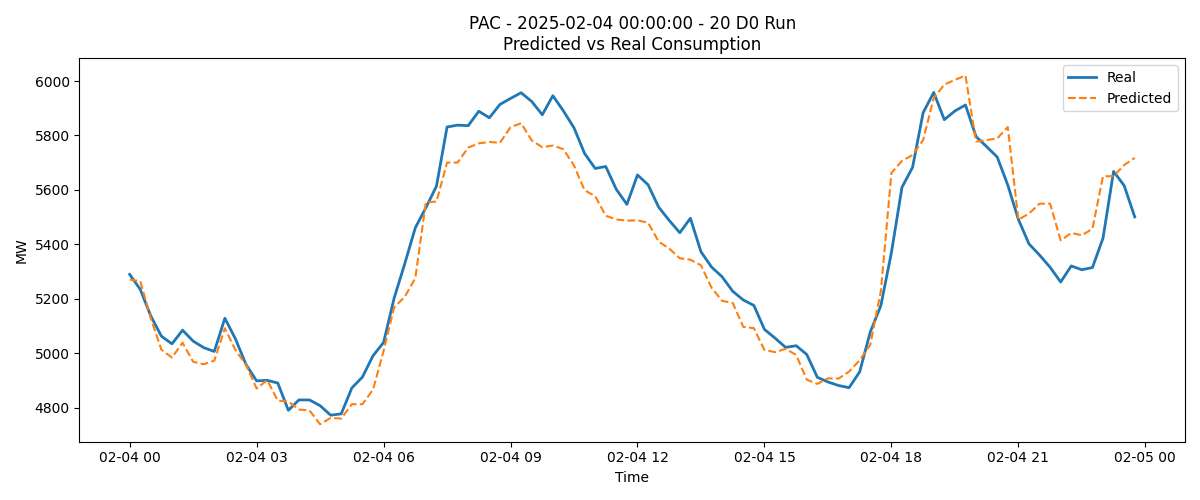 PAC - 2025-02-04 00:00:00 - 20 D0 Run
Predicted vs Real Consumption
Real
Predicted
MW
6000
5800
5600
5400
5200
5000
4800
02-04 00
02-04 03
02-04 06
02-04 09
02-04 12
02-04 15
02-04 18
02-04 21
02-05 00
Time